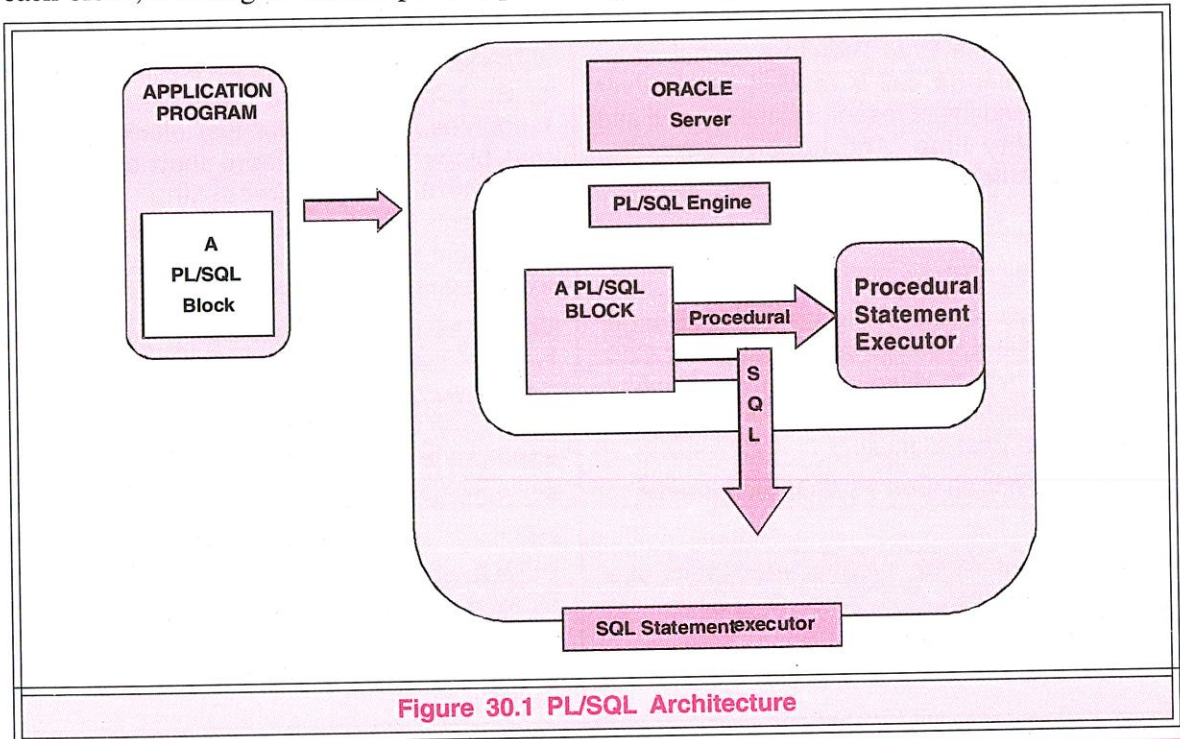 APPLICATION
PROGRAM
A
PL/SQL
Block
ORACLE
Server
PL/SQL Engine
A PL/SQL
BLOCK
Procedural
Procedural
Statement
Executor
S
Q
L
SQL Statementexecutor
Figure 30.1 PL/SQL Architecture